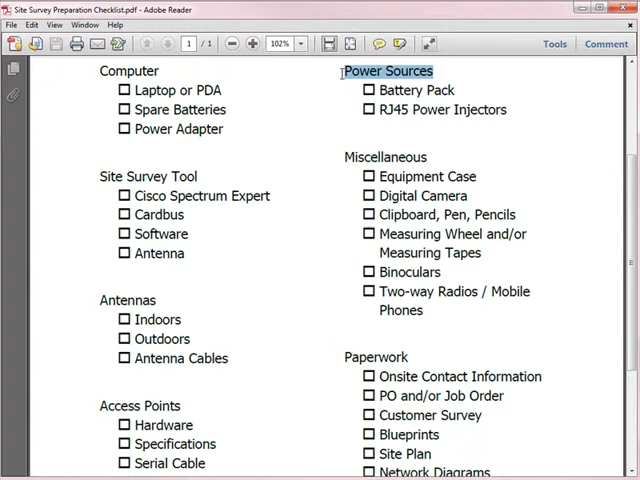 Site Survey Preparation Checklist.pdf - Adobe Reader
File Edit View Window Help
1 / 1 102% Tools Comment
Computer
Laptop or PDA
Spare Batteries
Power Adapter
Site Survey Tool
Cisco Spectrum Expert
Cardbus
Software
Antenna
Antennas
Indoors
Outdoors
Antenna Cables
Access Points
Hardware
Specifications
Serial Cable
Power Sources
Battery Pack
RJ45 Power Injectors
Miscellaneous
Equipment Case
Digital Camera
Clipboard, Pen, Pencils
Measuring Wheel and/or
Measuring Tapes
Binoculars
Two-way Radios / Mobile
Phones
Paperwork
Onsite Contact Information
PO and/or Job Order
Customer Survey
Blueprints
Site Plan
Network Diagrams